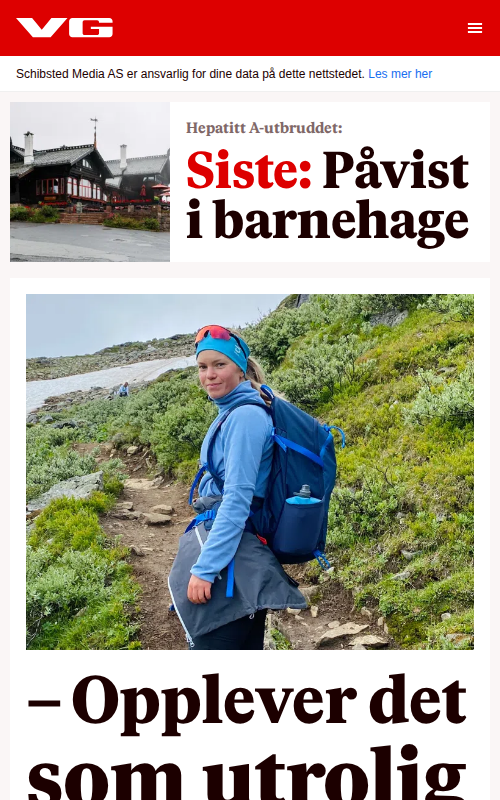 VG
Schibsted Media AS er ansvarlig for dine data på dette nettstedet. Les mer her
Hepatitt A-utbruddet:
Siste: Påvist
i barnehage
– Opplever det
som utrolig